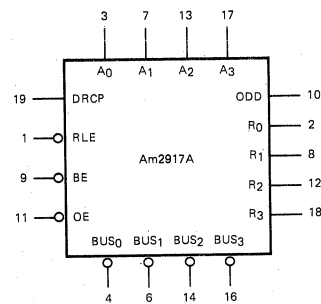 3 7 13 17
A0 A1 A2 A3
19 DRCP ODD 10
R0 2
1 RLE
R1 8
Am2917A
9 BE R2 12
11 OE R3 18
BUS0 BUS1 BUS2 BUS3
4 6 14 16